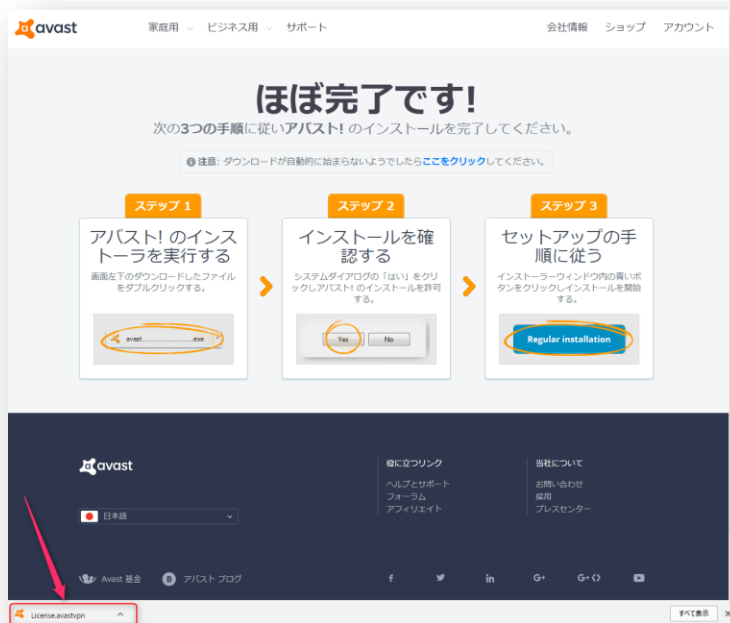 avast
家庭用
ビジネス用
サポート
会社情報
ショップ
アカウント
ほぼ完了です!
次の3つの手順に従いアバスト! のインストールを完了してください。
注意: ダウンロードが自動的に始まらないようでしたらここをクリックしてください。
ステップ 1
アバスト! のインス
トーラを実行する
画面左下のダウンロードしたファイル
をダブルクリックする。
avast.........................exe
ステップ 2
インストールを確
認する
システムダイアログの「はい」をクリ
ックしアバスト! のインストールを許可
する。
Yes
No
ステップ 3
セットアップの手
順に従う
インストーラーウィンドウ内の青いボ
タンをクリックしインストールを開始
する。
Regular installation
avast
日本語
役に立つリンク
ヘルプとサポート
フォーラム
アフィリエイト
当社について
お問い合わせ
採用
プレスセンター
Avast 基金
アバスト ブログ
License.avastvpn
すべて表示